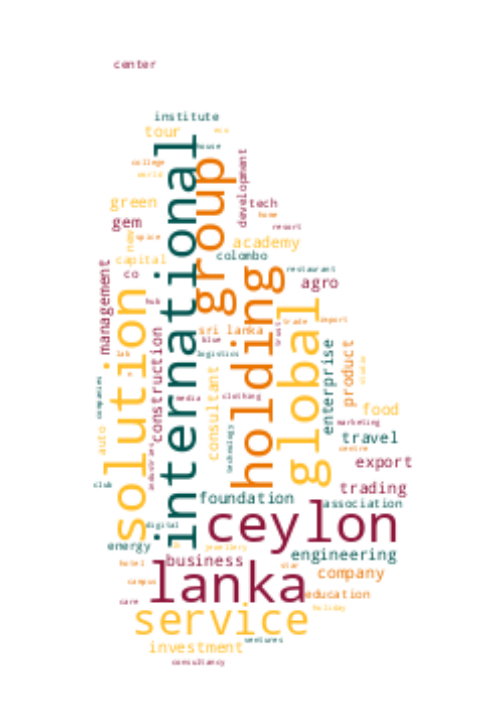 center
institute
tour
eco
house
college
world
international
group
development
green
tech
home
gem
resort
new
space
academy
capital
colombo
co
restaurant
management
holding
agro
hub
solution
global
trade
import
sri lanka
construction
blue
enterprise
product
lab
logistics
consultant
media
clothing
food
auto
marketing
technology
travel
centre
industries
export
club
trading
foundation
association
ceylon
digital
energy
jewellery
engineering
business
hotel
star
company
lanka
campus
education
care
holiday
service
ventures
investment
consultancy